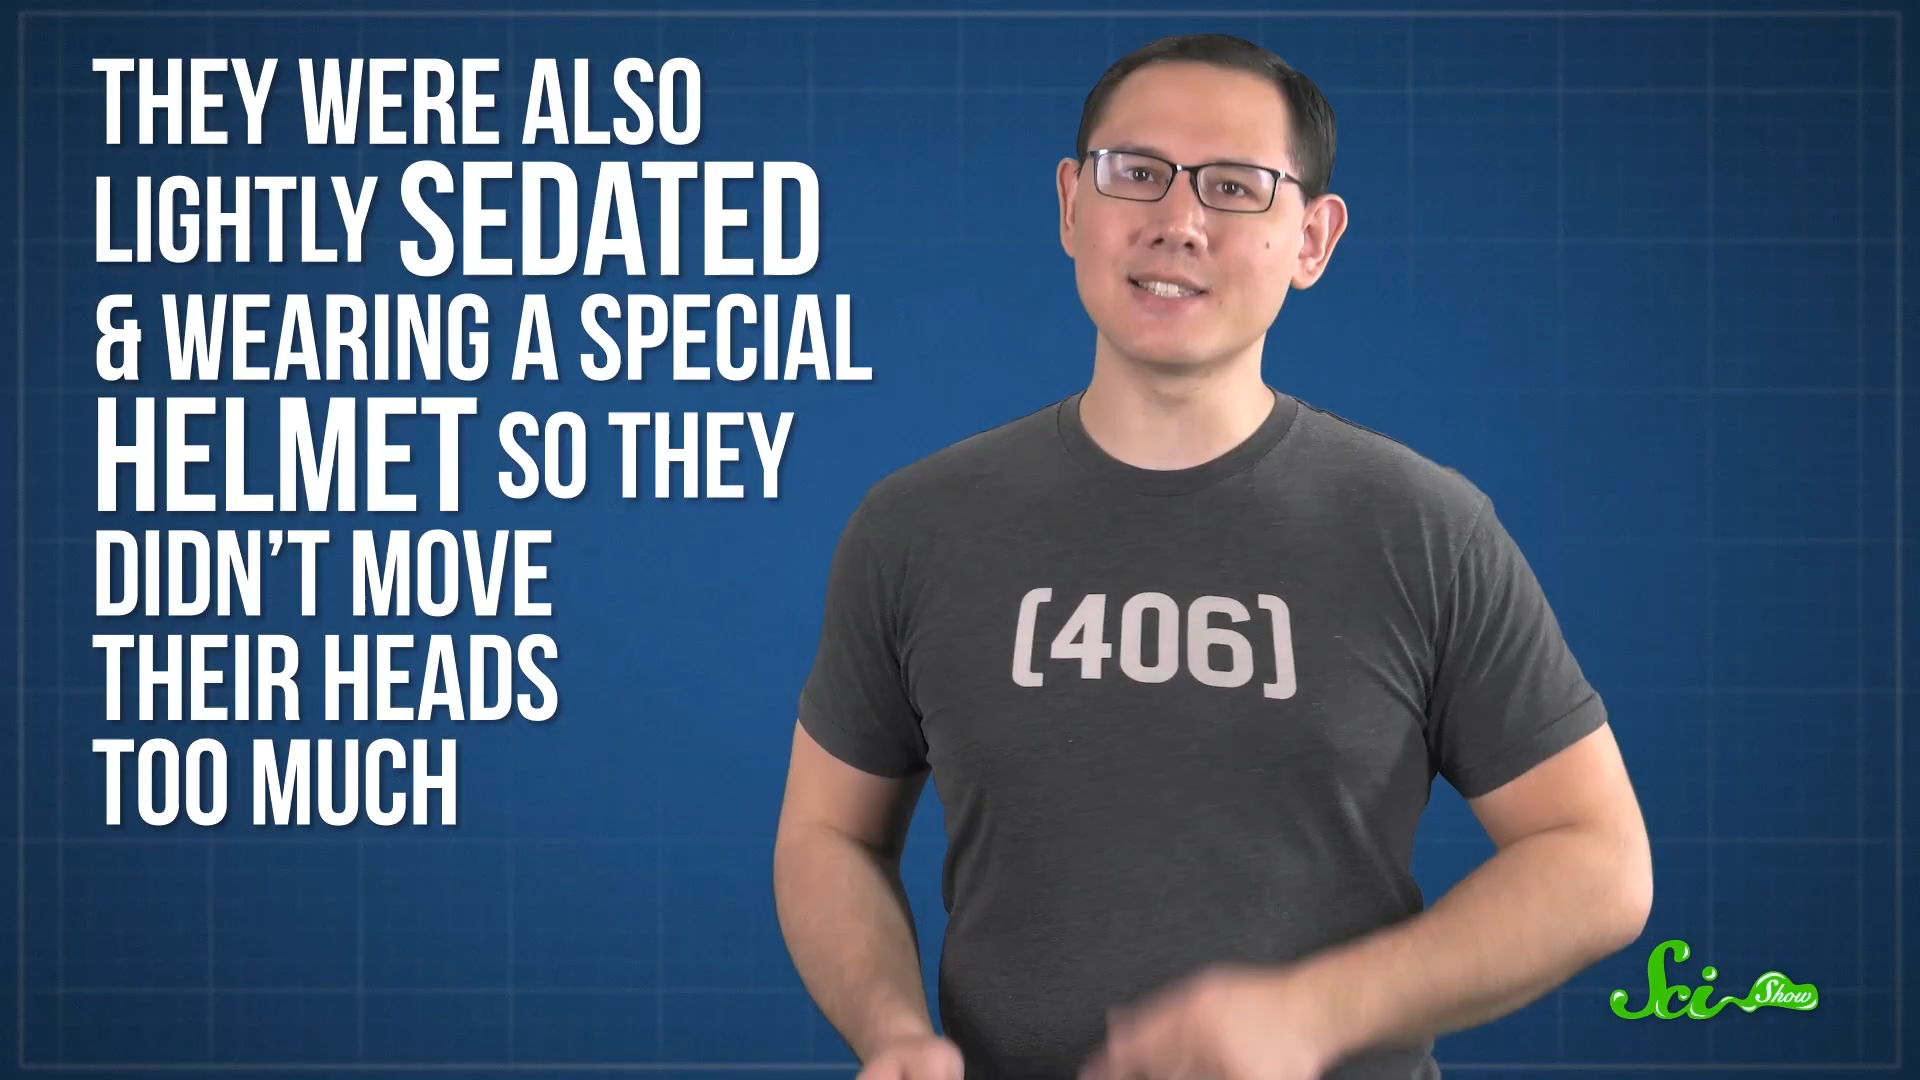 THEY WERE ALSO
LIGHTLY SEDATED
& WEARING A SPECIAL
HELMET SO THEY
DIDN'T MOVE
THEIR HEADS
TOO MUCH
(406)
SciShow